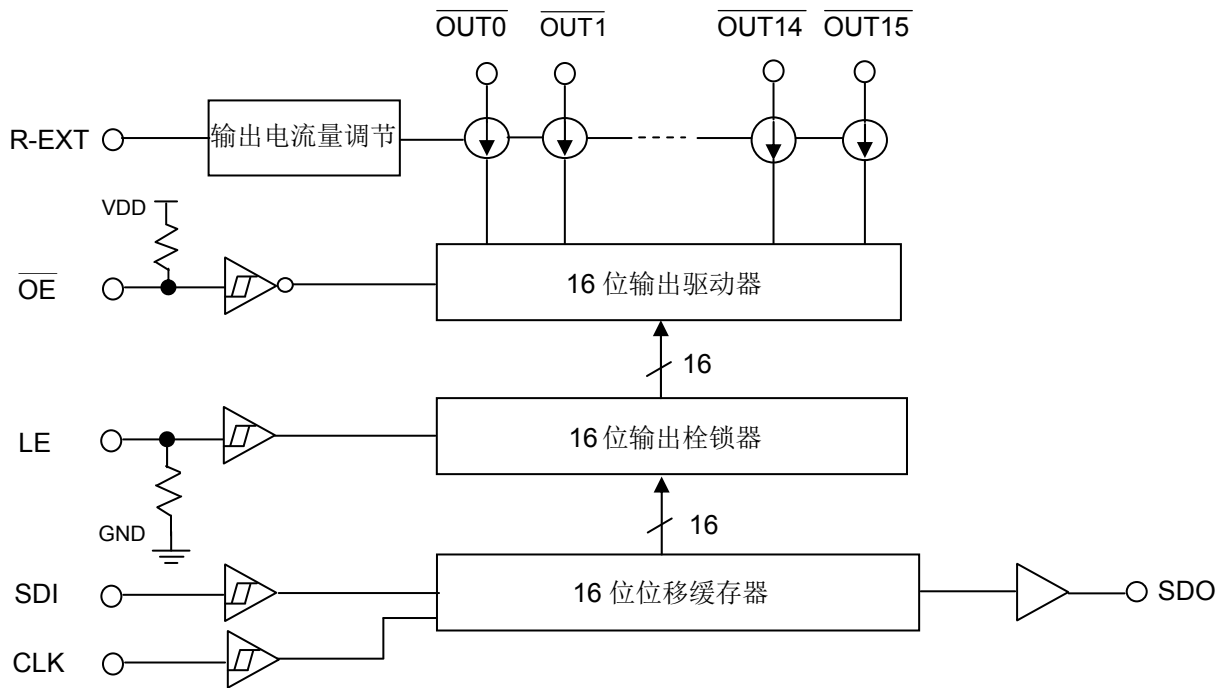 OUT0 OUT1 OUT14 OUT15
R-EXT
输出电流量调节
VDD
OE
16 位输出驱动器
16
LE
16 位输出栓锁器
GND
16
SDI
16 位位移缓存器
SDO
CLK